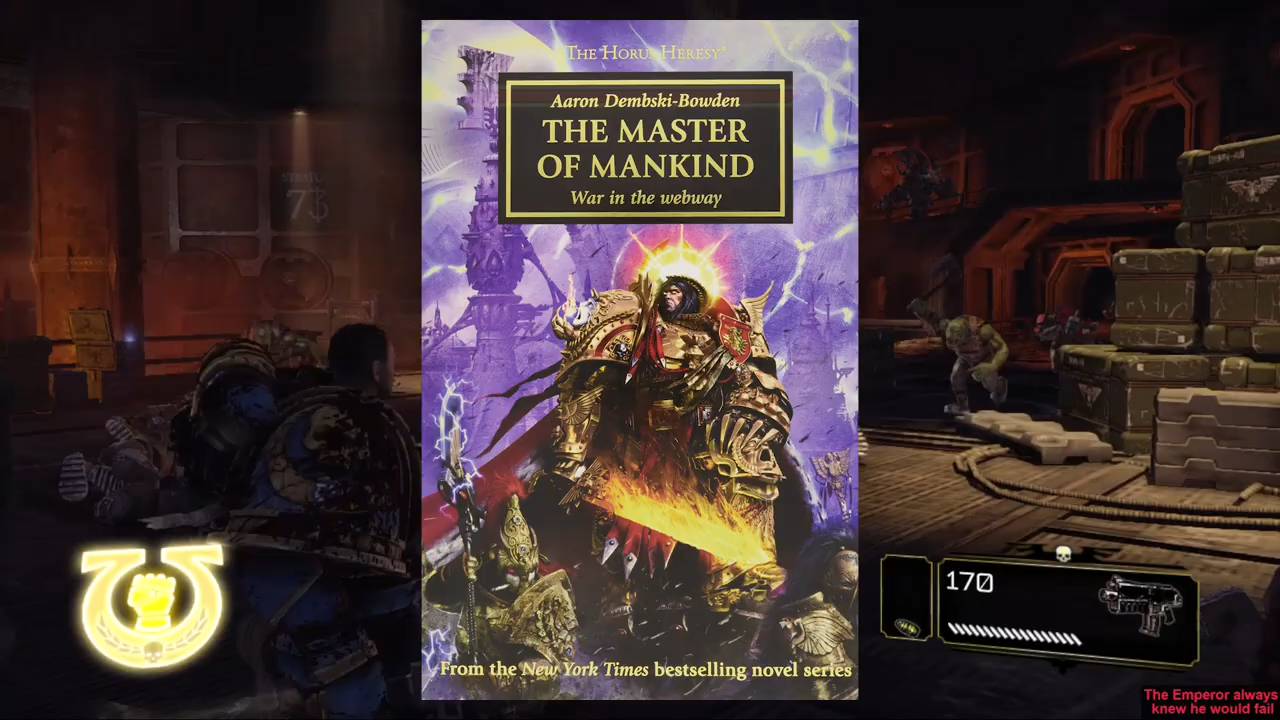 THE HORUS HERESY®
Aaron Dembski-Bowden
THE MASTER
OF MANKIND
War in the webway
From the New York Times bestselling novel series
73
170
The Emperor always
knew he would fail